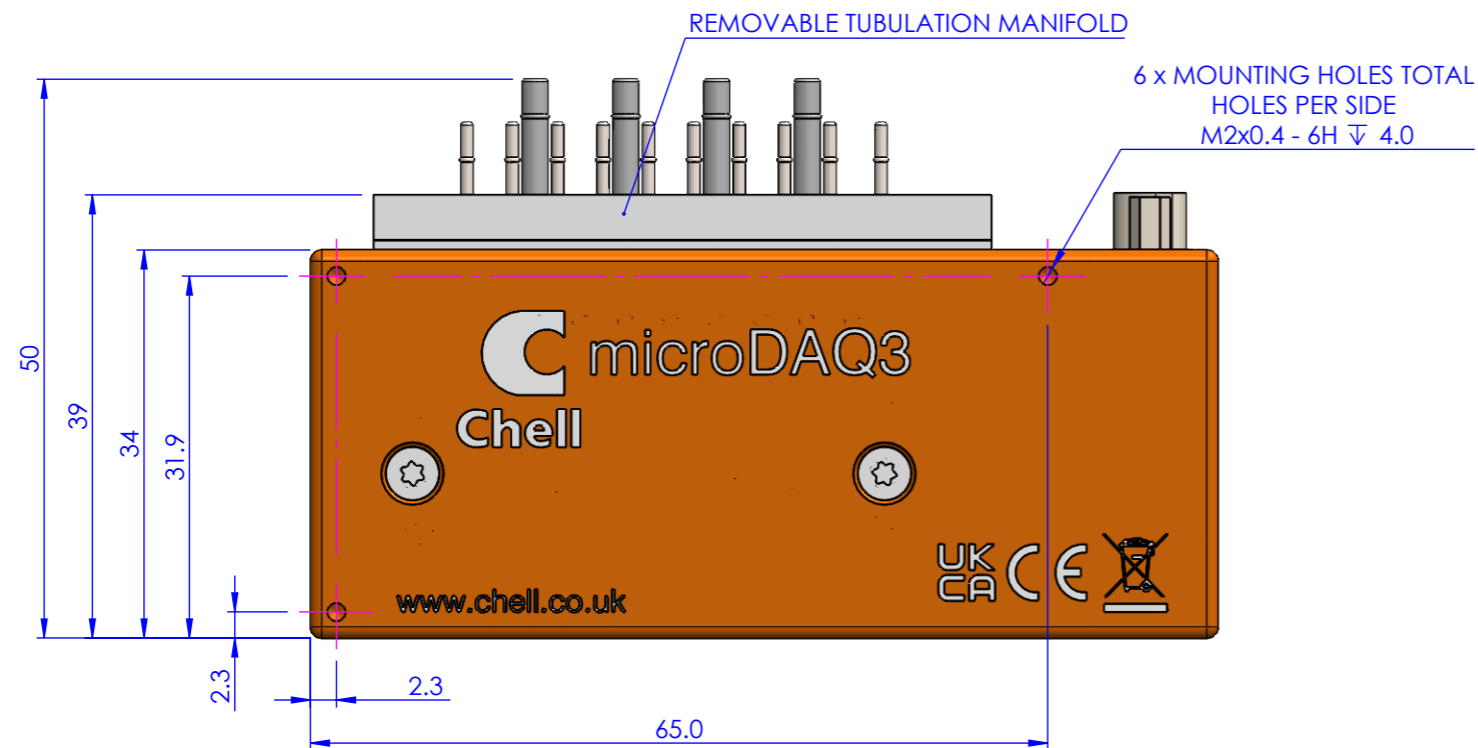 REMOVABLE TUBULATION MANIFOLD
6 x MOUNTING HOLES TOTAL
HOLES PER SIDE
M2x0.4 - 6H ↧ 4.0
50
39
34
31.9
microDAQ3
Chell
UK
CA CE
www.chell.co.uk
2.3
2.3
65.0